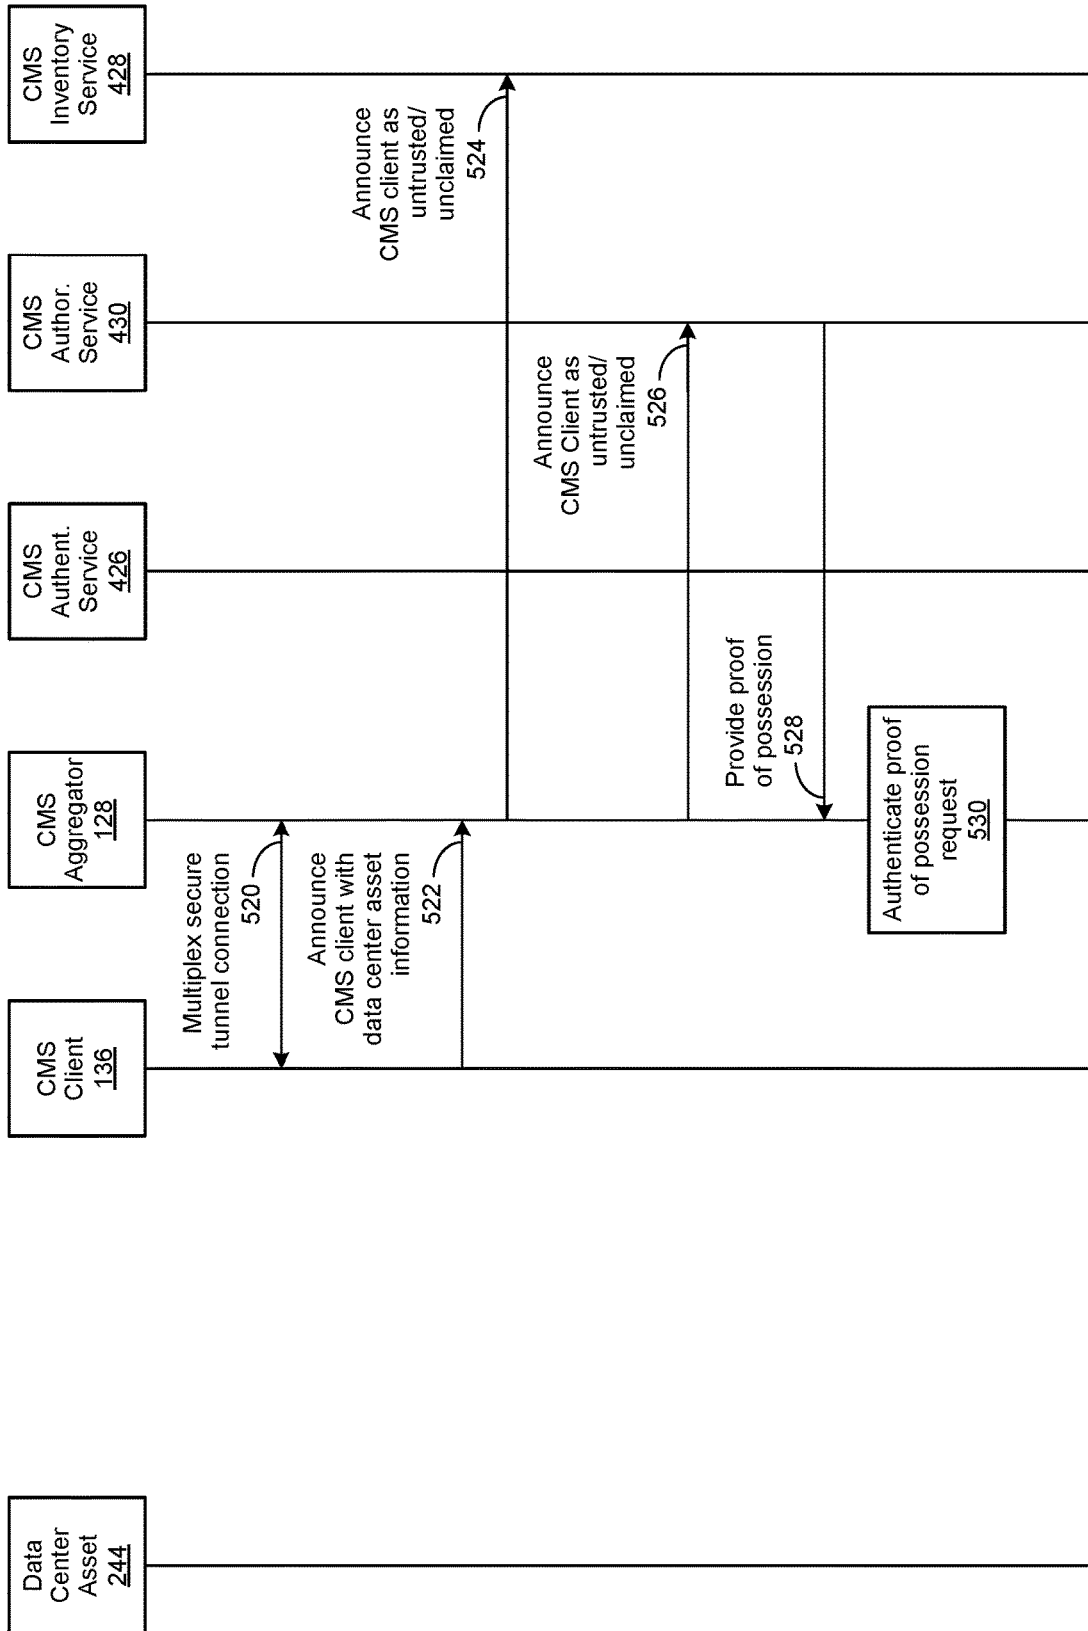 Data
Center
Asset
244
CMS
Client
136
CMS
Aggregator
128
CMS
Authent.
Service
426
CMS
Author.
Service
430
CMS
Inventory
Service
428
Multiplex secure
tunnel connection
520
Announce
CMS client with
data center asset
information
522
Announce
CMS client as
untrusted/
unclaimed
524
Announce
CMS Client as
untrusted/
unclaimed
526
Provide proof
of possession
528
Authenticate proof
of possession
request
530